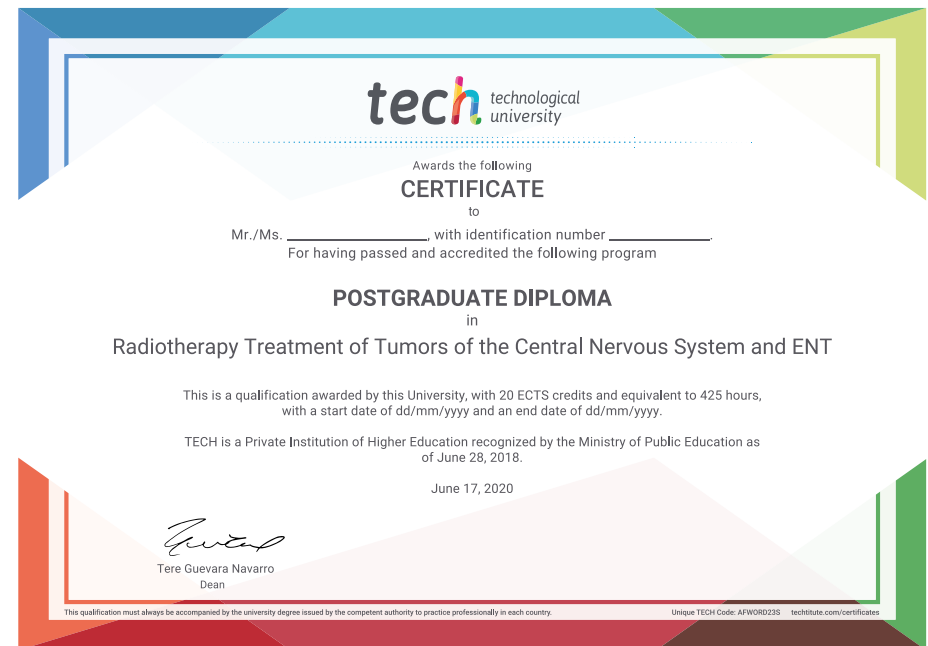 tech technological
university
Awards the following
CERTIFICATE
to
Mr./Ms. ____________, with identification number ____________.
For having passed and accredited the following program
POSTGRADUATE DIPLOMA
in
Radiotherapy Treatment of Tumors of the Central Nervous System and ENT
This is a qualification awarded by this University, with 20 ECTS credits and equivalent to 425 hours,
with a start date of dd/mm/yyyy and an end date of dd/mm/yyyy.
TECH is a Private Institution of Higher Education recognized by the Ministry of Public Education as
of June 28, 2018.
June 17, 2020
Tere Guevara Navarro
Dean
This qualification must always be accompanied by the university degree issued by the competent authority to practice professionally in each country.
Unique TECH Code: AFWORD23S techtitute.com/certificates